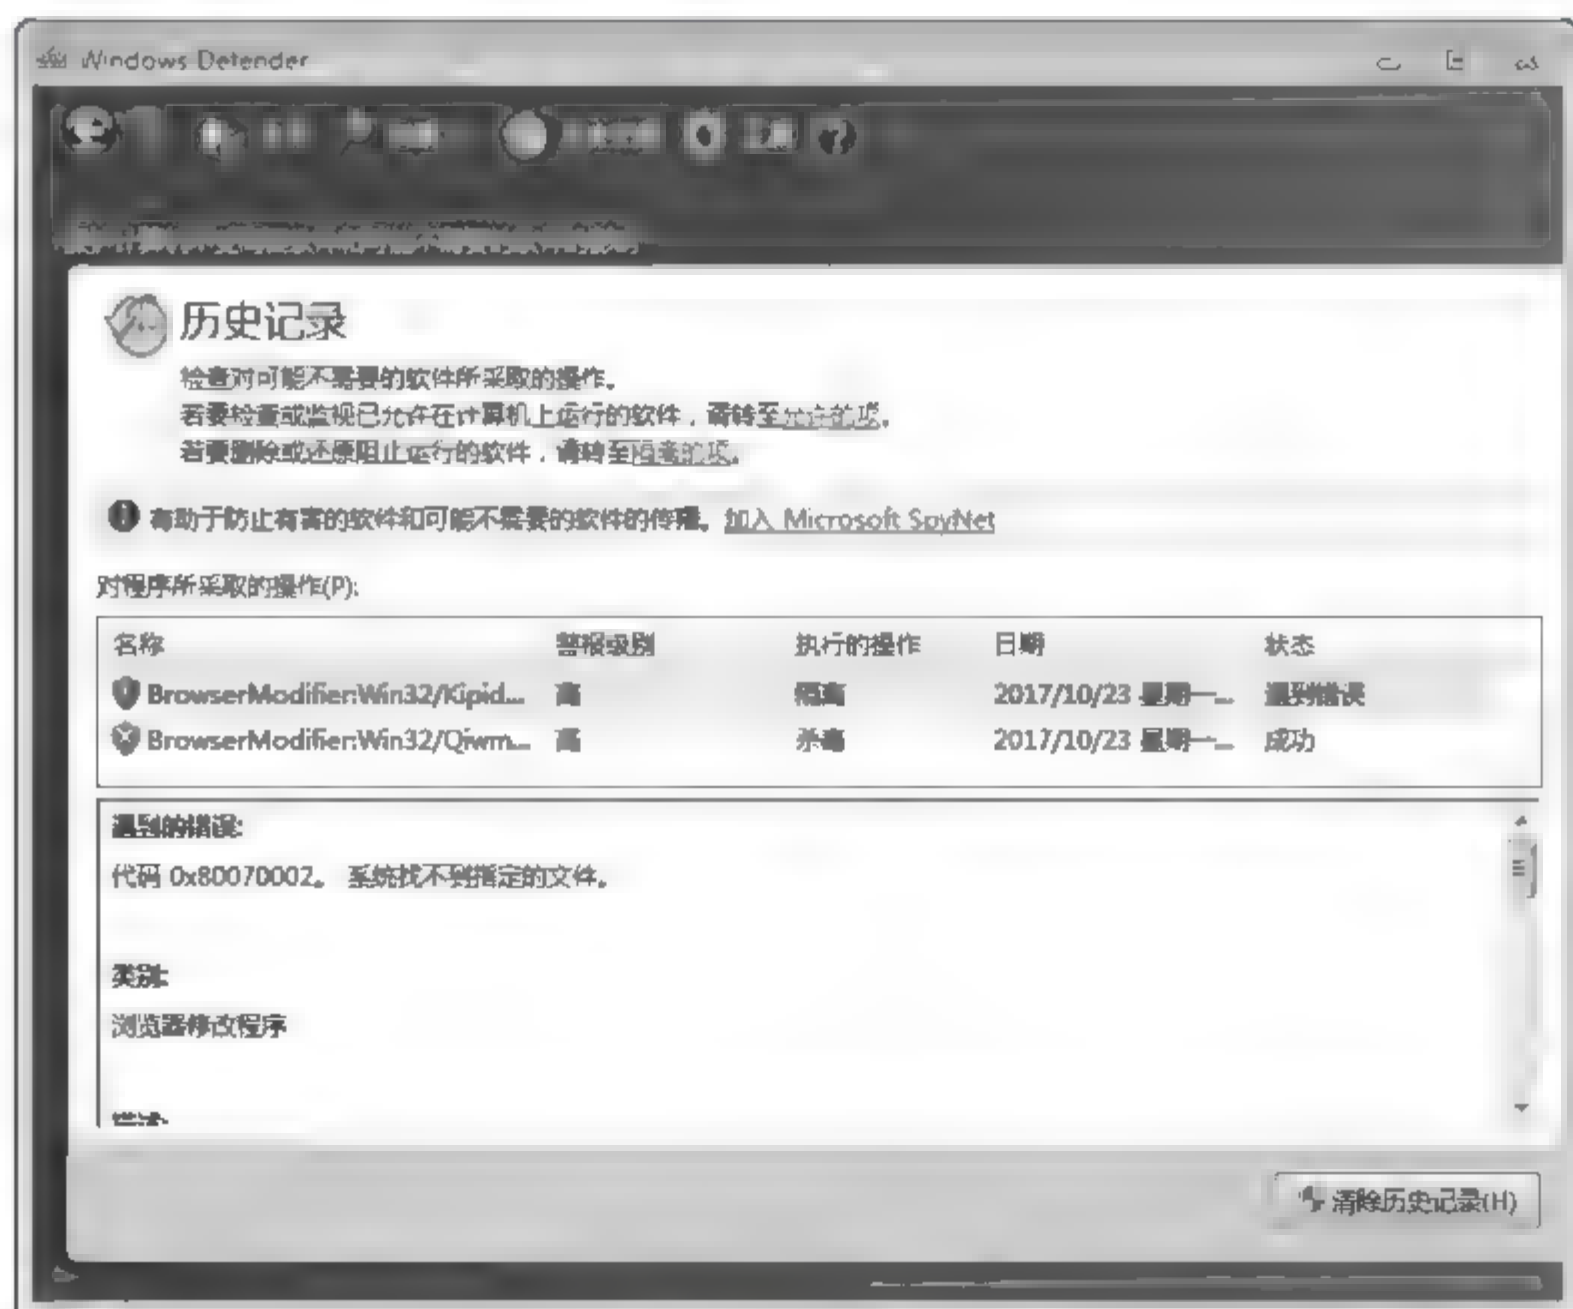 Windows Defender
历史记录
检查对可能不需要的软件所采取的操作。
若要检查或监视已允许在计算机上运行的软件，请转至允许的项。
若要删除或还原阻止运行的软件，请转至隔离的项。
有助于防止有害的软件和可能不需要的软件的传播。加入 Microsoft SpyNet
对程序所采取的操作(P):
名称 警报级别 执行的操作 日期 状态
BrowserModifier:Win32/Kipid... 高 隔离 2017/10/23 星期一... 遇到错误
BrowserModifier:Win32/Qiwm... 高 杀毒 2017/10/23 星期一... 成功
遇到的错误:
代码 0x80070002。 系统找不到指定的文件。
类别:
浏览器修改程序
描述:
清除历史记录(H)